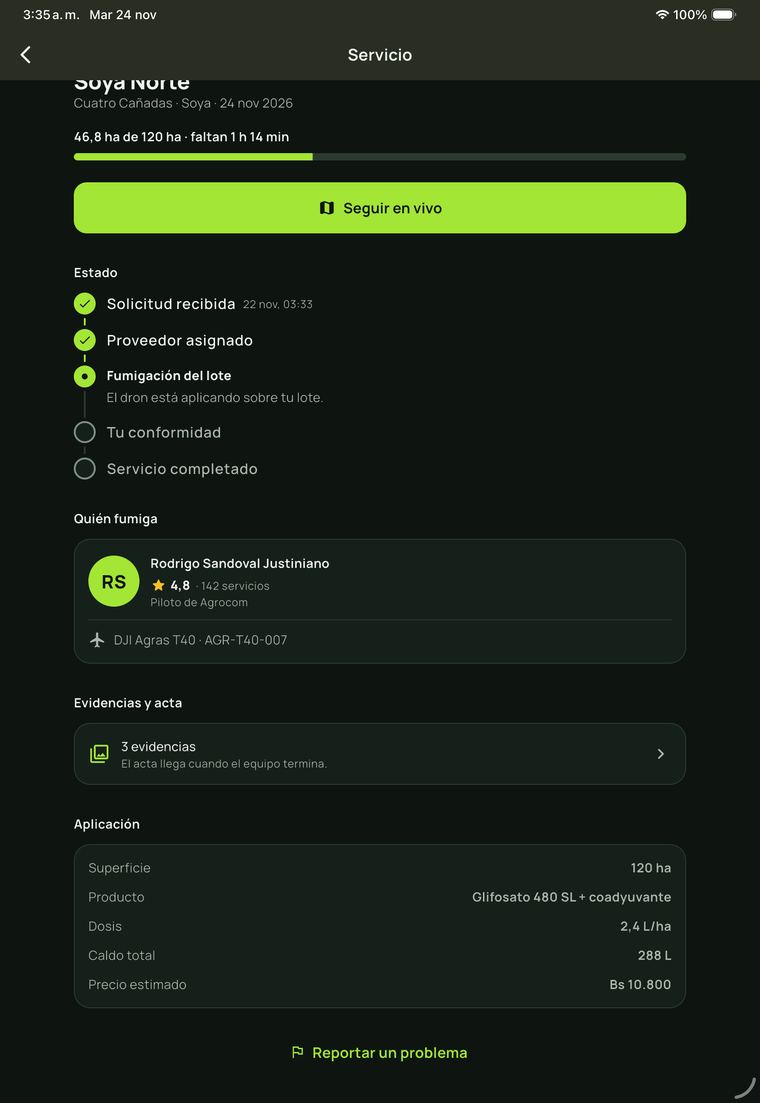 3:35 a. m. Mar 24 nov
100%
Servicio
Soya Norte
Cuatro Cañadas · Soya · 24 nov 2026
46,8 ha de 120 ha · faltan 1 h 14 min
Seguir en vivo
Estado
Solicitud recibida 22 nov, 03:33
Proveedor asignado
Fumigación del lote
El dron está aplicando sobre tu lote.
Tu conformidad
Servicio completado
Quién fumiga
RS
Rodrigo Sandoval Justiniano
4,8 · 142 servicios
Piloto de Agrocom
DJI Agras T40 · AGR-T40-007
Evidencias y acta
3 evidencias
El acta llega cuando el equipo termina.
Aplicación
Superficie 120 ha
Producto Glifosato 480 SL + coadyuvante
Dosis 2,4 L/ha
Caldo total 288 L
Precio estimado Bs 10.800
Reportar un problema